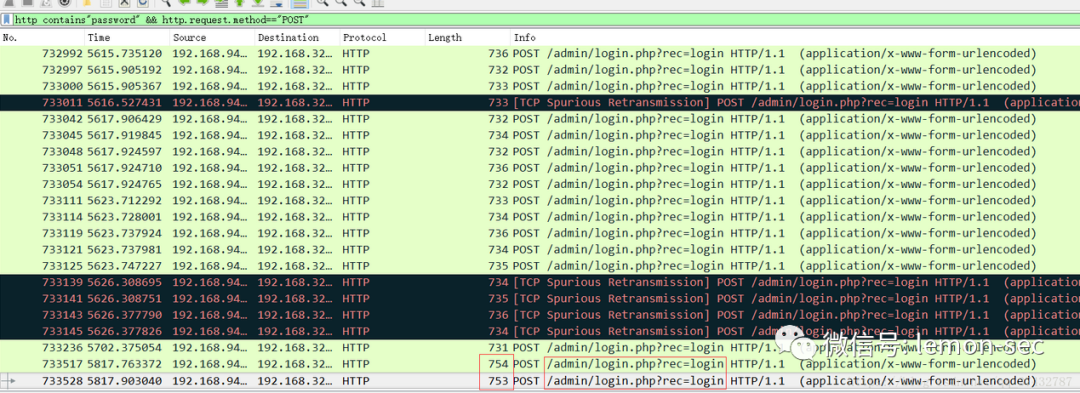 http contains"password" && http.request.method=="POST"
No. Time Source Destination Protocol Length Info
732992 5615.735120 192.168.94… 192.168.32… HTTP 736 POST /admin/login.php?rec=login HTTP/1.1 (application/x-www-form-urlencoded)
732997 5615.905192 192.168.94… 192.168.32… HTTP 732 POST /admin/login.php?rec=login HTTP/1.1 (application/x-www-form-urlencoded)
733000 5615.905367 192.168.94… 192.168.32… HTTP 733 POST /admin/login.php?rec=login HTTP/1.1 (application/x-www-form-urlencoded)
733011 5616.527431 192.168.94… 192.168.32… HTTP 733 [TCP Spurious Retransmission] POST /admin/login.php?rec=login HTTP/1.1 (application
733042 5617.906429 192.168.94… 192.168.32… HTTP 732 POST /admin/login.php?rec=login HTTP/1.1 (application/x-www-form-urlencoded)
733045 5617.919845 192.168.94… 192.168.32… HTTP 734 POST /admin/login.php?rec=login HTTP/1.1 (application/x-www-form-urlencoded)
733048 5617.924597 192.168.94… 192.168.32… HTTP 732 POST /admin/login.php?rec=login HTTP/1.1 (application/x-www-form-urlencoded)
733051 5617.924710 192.168.94… 192.168.32… HTTP 736 POST /admin/login.php?rec=login HTTP/1.1 (application/x-www-form-urlencoded)
733054 5617.924765 192.168.94… 192.168.32… HTTP 732 POST /admin/login.php?rec=login HTTP/1.1 (application/x-www-form-urlencoded)
733111 5623.712292 192.168.94… 192.168.32… HTTP 733 POST /admin/login.php?rec=login HTTP/1.1 (application/x-www-form-urlencoded)
733114 5623.728001 192.168.94… 192.168.32… HTTP 734 POST /admin/login.php?rec=login HTTP/1.1 (application/x-www-form-urlencoded)
733119 5623.737924 192.168.94… 192.168.32… HTTP 736 POST /admin/login.php?rec=login HTTP/1.1 (application/x-www-form-urlencoded)
733121 5623.737981 192.168.94… 192.168.32… HTTP 734 POST /admin/login.php?rec=login HTTP/1.1 (application/x-www-form-urlencoded)
733125 5623.747227 192.168.94… 192.168.32… HTTP 735 POST /admin/login.php?rec=login HTTP/1.1 (application/x-www-form-urlencoded)
733139 5626.308695 192.168.94… 192.168.32… HTTP 734 [TCP Spurious Retransmission] POST /admin/login.php?rec=login HTTP/1.1 (application
733141 5626.308751 192.168.94… 192.168.32… HTTP 735 [TCP Spurious Retransmission] POST /admin/login.php?rec=login HTTP/1.1 (application
733143 5626.377790 192.168.94… 192.168.32… HTTP 736 [TCP Spurious Retransmission] POST /admin/login.php?rec=login HTTP/1.1 (application
733145 5626.377826 192.168.94… 192.168.32… HTTP 734 [TCP Spurious Retransmission] POST /admin/login.php?rec=login HTTP/1.1 (application
733236 5702.375054 192.168.94… 192.168.32… HTTP 731 POST /admin/login.php?rec=login HTTP/1.1 (application/x-www-form-urlencoded)
733517 5817.763372 192.168.94… 192.168.32… HTTP 754 POST /admin/login.php?rec=login HTTP/1.1 (application/x-www-form-urlencoded)
733528 5817.903040 192.168.94… 192.168.32… HTTP 753 POST /admin/login.php?rec=login HTTP/1.1 (application/x-www-form-urlencoded)
微信号: lemon-sec